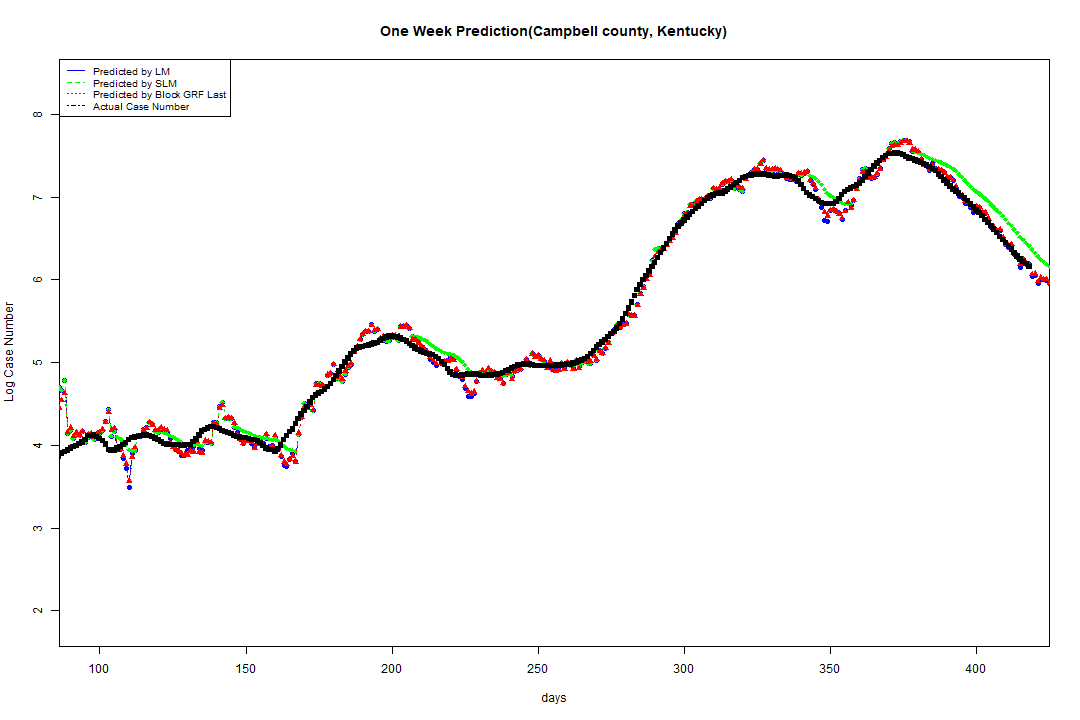 One Week Prediction(Campbell county, Kentucky)
Predicted by LM
Predicted by SLM
Predicted by Block GRF Last
Actual Case Number
8
7
6
5
4
3
2
Log Case Number
100 150 200 250 300 350 400
days